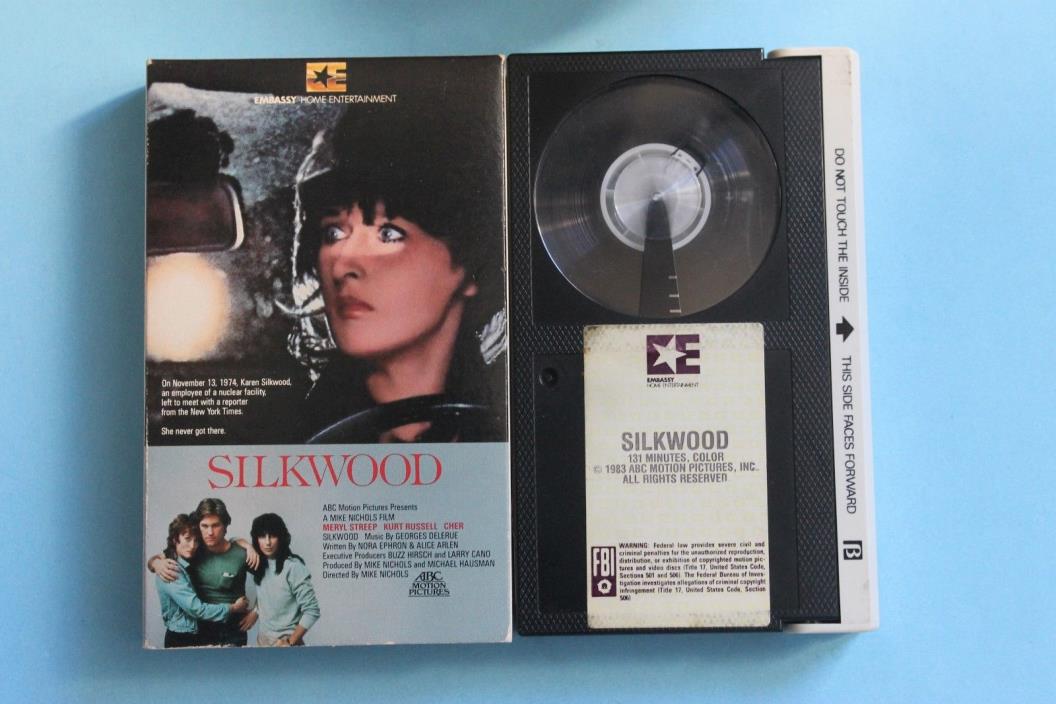 EMBASSY HOME ENTERTAINMENT
On November 13, 1974, Karen Silkwood,
an employee of a nuclear facility,
left to meet with a reporter
from the New York Times.
She never got there.
SILKWOOD
ABC Motion Pictures Presents
A MIKE NICHOLS FILM
MERYL STREEP KURT RUSSELL CHER
SILKWOOD Music By GEORGES DELERUE
Written By NORA EPHRON & ALICE ARLEN
Executive Producers BUZZ HIRSCH and LARRY CANO
Produced By MIKE NICHOLS and MICHAEL HAUSMAN
Directed By MIKE NICHOLS
ABC
MOTION
PICTURES
EMBASSY
HOME ENTERTAINMENT
SILKWOOD
131 MINUTES, COLOR
© 1983 ABC MOTION PICTURES, INC.
ALL RIGHTS RESERVED
FBI
WARNING: Federal law provides severe civil and
criminal penalties for the unauthorized reproduction,
distribution, or exhibition of copyrighted motion pic-
tures and video discs (Title 17, United States Code,
Sections 501 and 506). The Federal Bureau of Inves-
tigation investigates allegations of criminal copyright
infringement (Title 17, United States Code, Section
506)
DO NOT TOUCH THE INSIDE
THIS SIDE FACES FORWARD